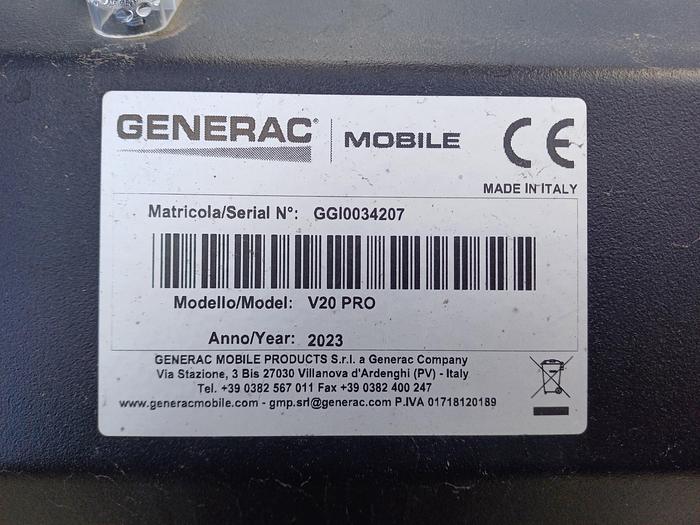 GENERAC® MOBILE
CE
MADE IN ITALY
Matricola/Serial N°: GGI0034207
Modello/Model: V20 PRO
Anno/Year: 2023
GENERAC MOBILE PRODUCTS S.r.l. a Generac Company
Via Stazione, 3 Bis 27030 Villanova d'Ardenghi (PV) - Italy
Tel. +39 0382 567 011 Fax +39 0382 400 247
www.generacmobile.com - gmp.srl@generac.com P.IVA 01718120189